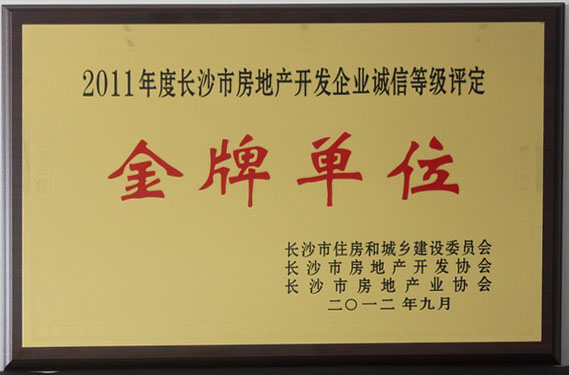 2011年度长沙市房地产开发企业诚信等级评定
金牌单位
长沙市住房和城乡建设委员会
长沙市房地产开发协会
长沙市房地产业协会
二〇一二年九月